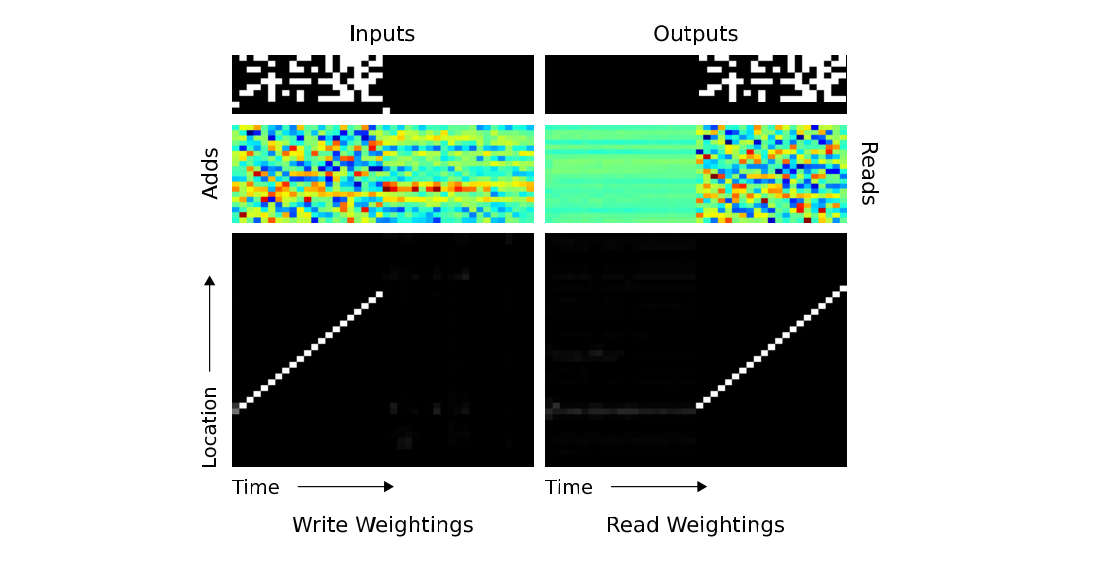 Inputs
Outputs
Adds
Reads
Location
Time
Time
Write Weightings
Read Weightings